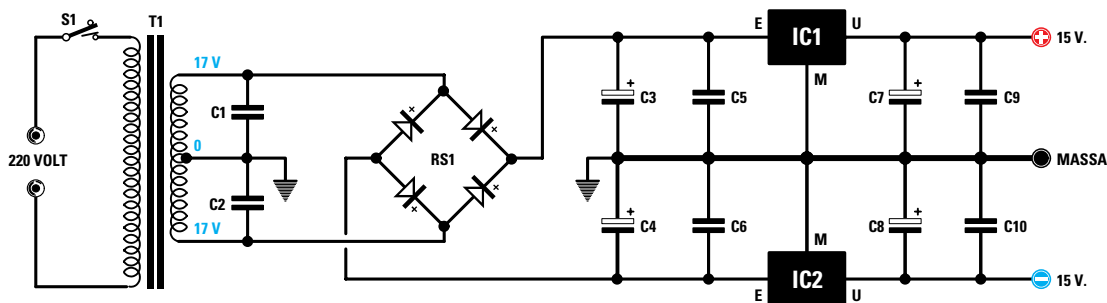 S1
T1
17 V
C1
0
220 VOLT
C2
17 V
RS1
E
IC1
U
M
+
C3
C5
+
C7
C9
15 V.
MASSA
+
C4
C6
M
+
C8
C10
E
IC2
U
15 V.